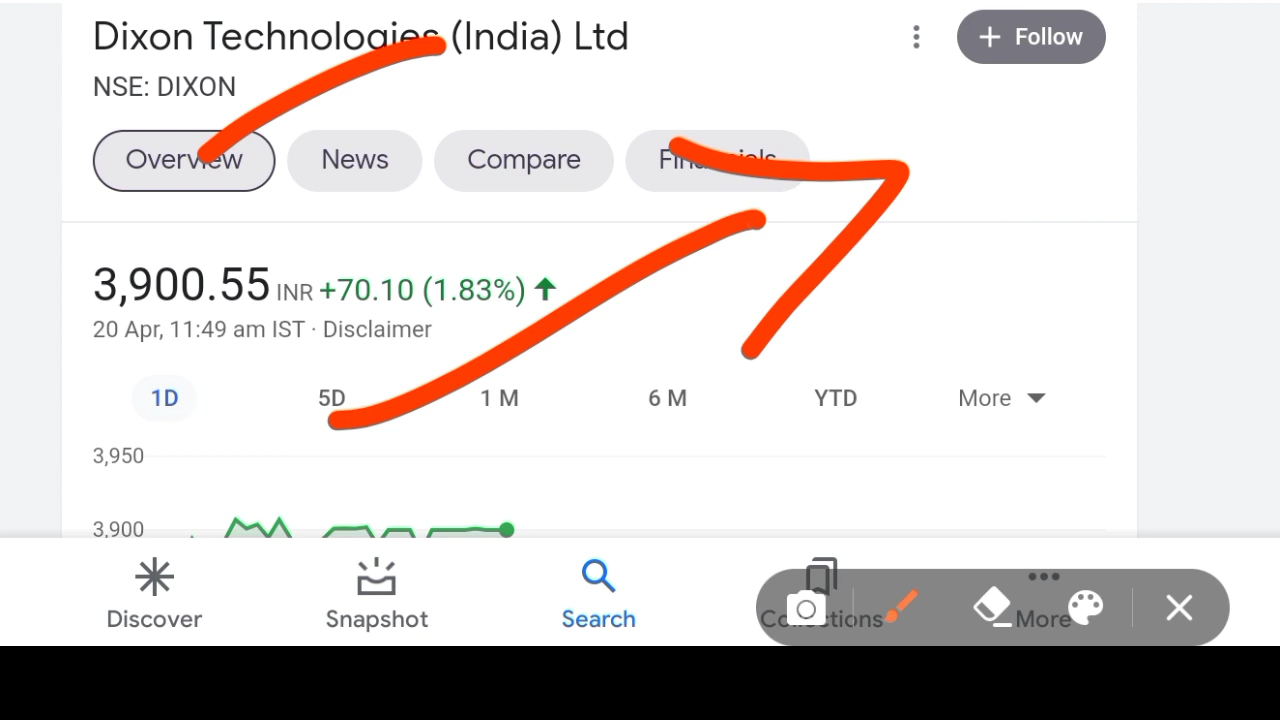 Dixon Technologies (India) Ltd
+ Follow
NSE: DIXON
Overview News Compare Financials
3,900.55 INR +70.10 (1.83%)
20 Apr, 11:49 am IST · Disclaimer
1D 5D 1 M 6 M YTD More
3,950
3,900
Discover Snapshot Search Collections More